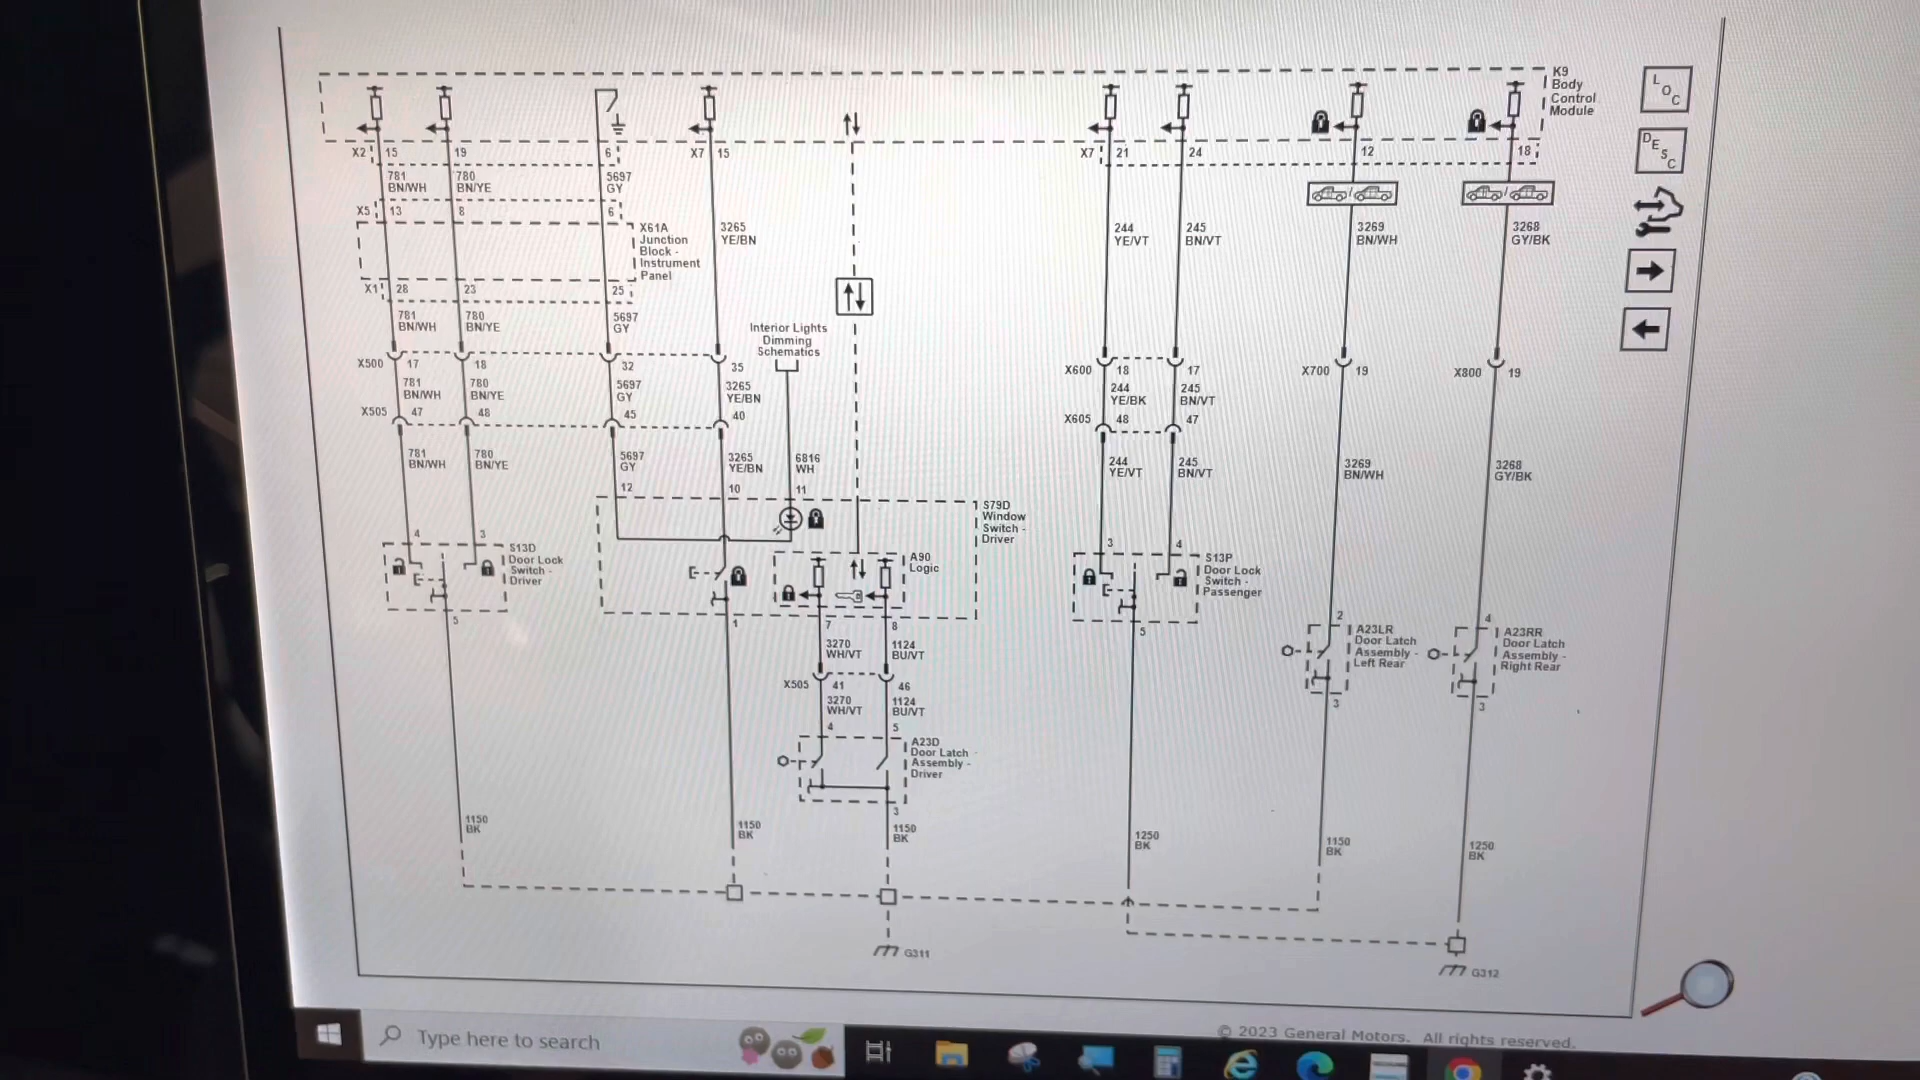 K9
Body
Control
Module
L
O
C
D
E
S
C
X2 15 19 6 X7 15 X7 21 24 12 18
781
BN/WH
780
BN/YE
5697
GY
X5 13 8 6
X61A
Junction
Block -
Instrument
Panel
3265
YE/BN
244
YE/VT
245
BN/VT
3269
BN/WH
3268
GY/BK
X1 28 23 25
781
BN/WH
780
BN/YE
5697
GY
Interior Lights
Dimming
Schematics
X500 17 18 32 35 X600 18 17 X700 19 X800 19
781
BN/WH
780
BN/YE
5697
GY
3265
YE/BN
244
YE/BK
245
BN/VT
X505 47 48 45 40 X605 48 47
781
BN/WH
780
BN/YE
5697
GY
3265
YE/BN
6816
WH
244
YE/VT
245
BN/VT
3269
BN/WH
3268
GY/BK
12 10 11
S79D
Window
Switch -
Driver
4 3
S13D
Door Lock
Switch -
Driver
5
A90
Logic
3 4
S13P
Door Lock
Switch -
Passenger
5
1 7 8
3270
WH/VT
1124
BU/VT
2
A23LR
Door Latch
Assembly -
Left Rear
3
4
A23RR
Door Latch
Assembly -
Right Rear
3
X505 41 46
3270
WH/VT
1124
BU/VT
4 5
A23D
Door Latch
Assembly -
Driver
3
1150
BK
1150
BK
1150
BK
1250
BK
1150
BK
1250
BK
G311
G312
© 2023 General Motors. All rights reserved.
Type here to search